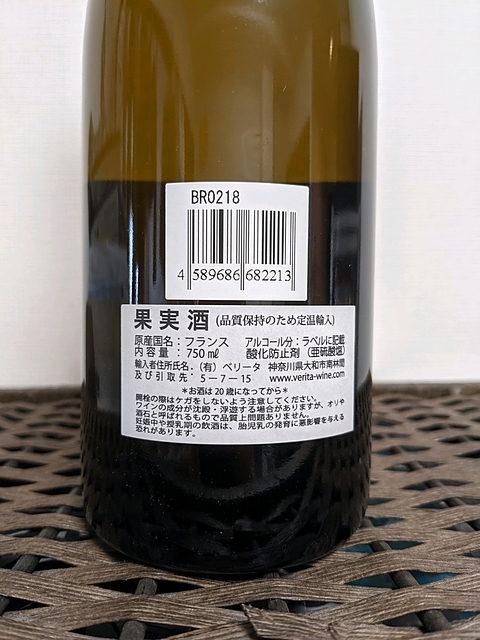 BR0218
4 589686 682213
果実酒 (品質保持のため定温輸入)
原産国名：フランス アルコール分：ラベルに記載
内容量：750㎖ 酸化防止剤（亜硫酸塩）
輸入者住所氏名．（有）ベリータ 神奈川県大和市南林間
及び引取先 5－7－15 www.verita-wine.com
＊お酒は20歳になってから＊
開栓の際はケガをしないよう注意してください。
ワインの成分が沈殿・浮遊する場合がありますが、オリや
酒石と呼ばれるもので品質上問題ありません。
妊娠中や授乳期の飲酒は、胎児乳の発育に悪影響を与える
恐れがあります。